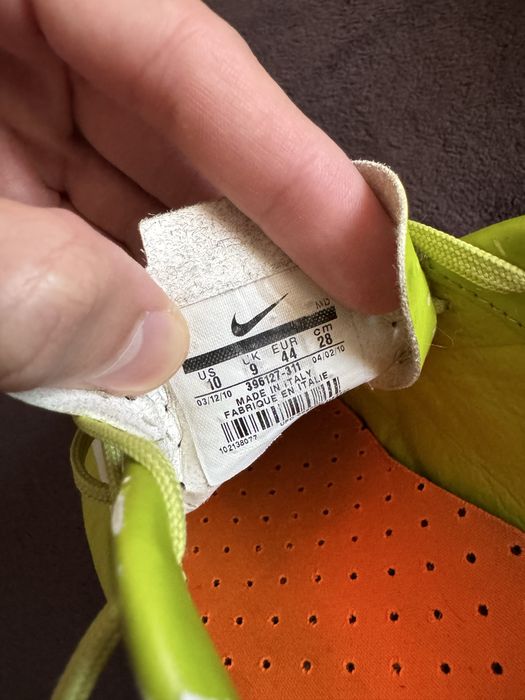 MD
US UK EUR cm
10 9 44 28
03/12/10 396127-311 04/02/10
MADE IN ITALY
FABRIQUE EN ITALIE
102138077